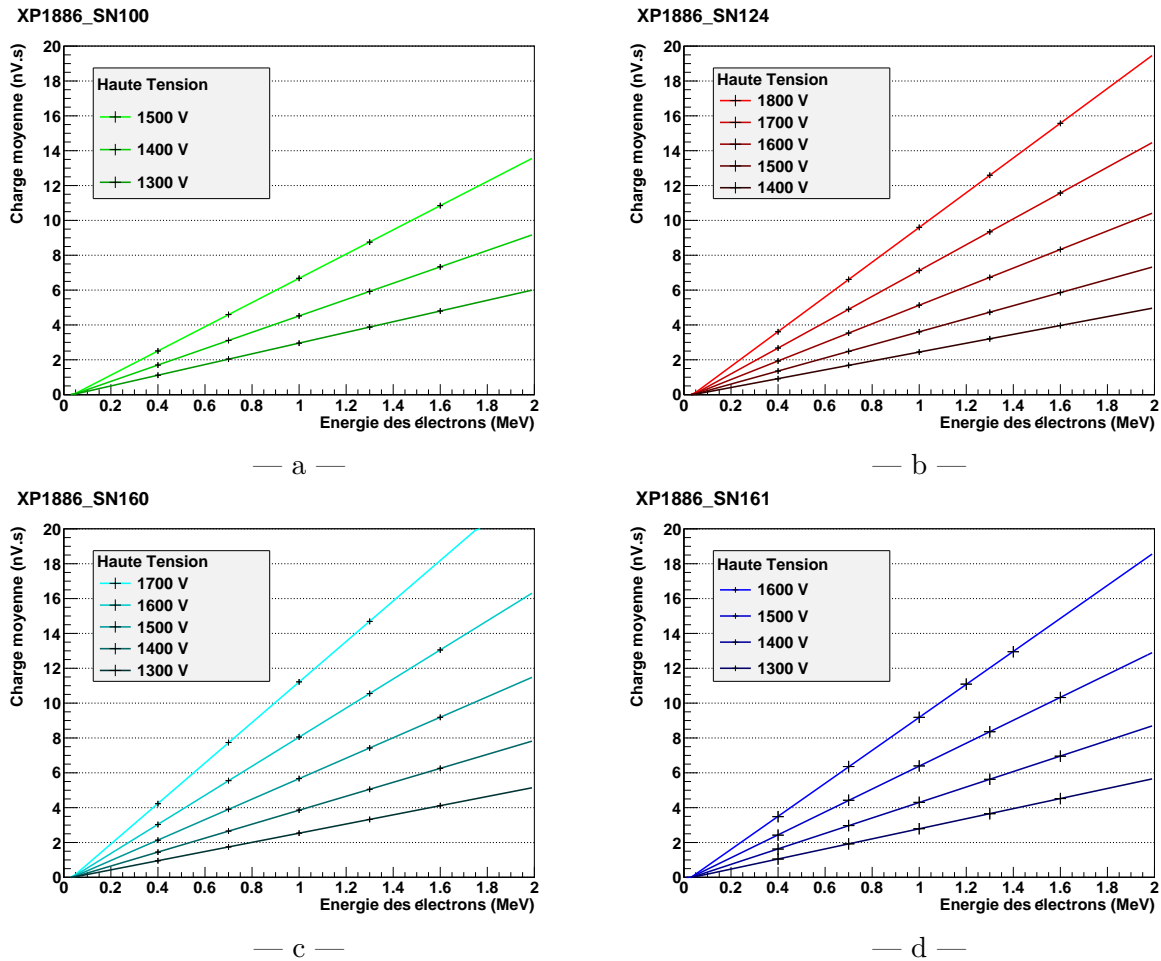 XP1886_SN100
Charge moyenne (nV.s)
20
18
16
14
12
10
8
6
4
2
0
Haute Tension
1500 V
1400 V
1300 V
0 0.2 0.4 0.6 0.8 1 1.2 1.4 1.6 1.8 2
Energie des électrons (MeV)
— a —
XP1886_SN124
Charge moyenne (nV.s)
20
18
16
14
12
10
8
6
4
2
0
Haute Tension
1800 V
1700 V
1600 V
1500 V
1400 V
0 0.2 0.4 0.6 0.8 1 1.2 1.4 1.6 1.8 2
Energie des électrons (MeV)
— b —
XP1886_SN160
Charge moyenne (nV.s)
20
18
16
14
12
10
8
6
4
2
0
Haute Tension
1700 V
1600 V
1500 V
1400 V
1300 V
0 0.2 0.4 0.6 0.8 1 1.2 1.4 1.6 1.8 2
Energie des électrons (MeV)
— c —
XP1886_SN161
Charge moyenne (nV.s)
20
18
16
14
12
10
8
6
4
2
0
Haute Tension
1600 V
1500 V
1400 V
1300 V
0 0.2 0.4 0.6 0.8 1 1.2 1.4 1.6 1.8 2
Energie des électrons (MeV)
— d —